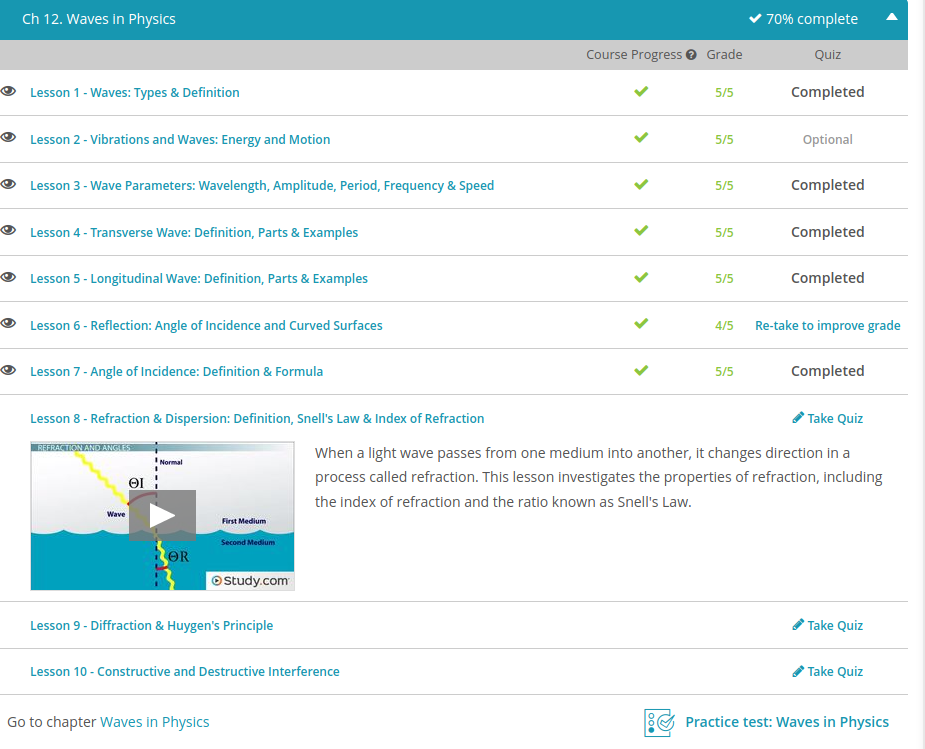 Ch 12. Waves in Physics
70% complete
Course Progress Grade Quiz
Lesson 1 - Waves: Types & Definition 5/5 Completed
Lesson 2 - Vibrations and Waves: Energy and Motion 5/5 Optional
Lesson 3 - Wave Parameters: Wavelength, Amplitude, Period, Frequency & Speed 5/5 Completed
Lesson 4 - Transverse Wave: Definition, Parts & Examples 5/5 Completed
Lesson 5 - Longitudinal Wave: Definition, Parts & Examples 5/5 Completed
Lesson 6 - Reflection: Angle of Incidence and Curved Surfaces 4/5 Re-take to improve grade
Lesson 7 - Angle of Incidence: Definition & Formula 5/5 Completed
Lesson 8 - Refraction & Dispersion: Definition, Snell's Law & Index of Refraction Take Quiz
REFRACTION AND ANGLES
Normal
ΘI
Wave
First Medium
Second Medium
ΘR
Study.com
When a light wave passes from one medium into another, it changes direction in a
process called refraction. This lesson investigates the properties of refraction, including
the index of refraction and the ratio known as Snell's Law.
Lesson 9 - Diffraction & Huygen's Principle Take Quiz
Lesson 10 - Constructive and Destructive Interference Take Quiz
Go to chapter Waves in Physics
Practice test: Waves in Physics